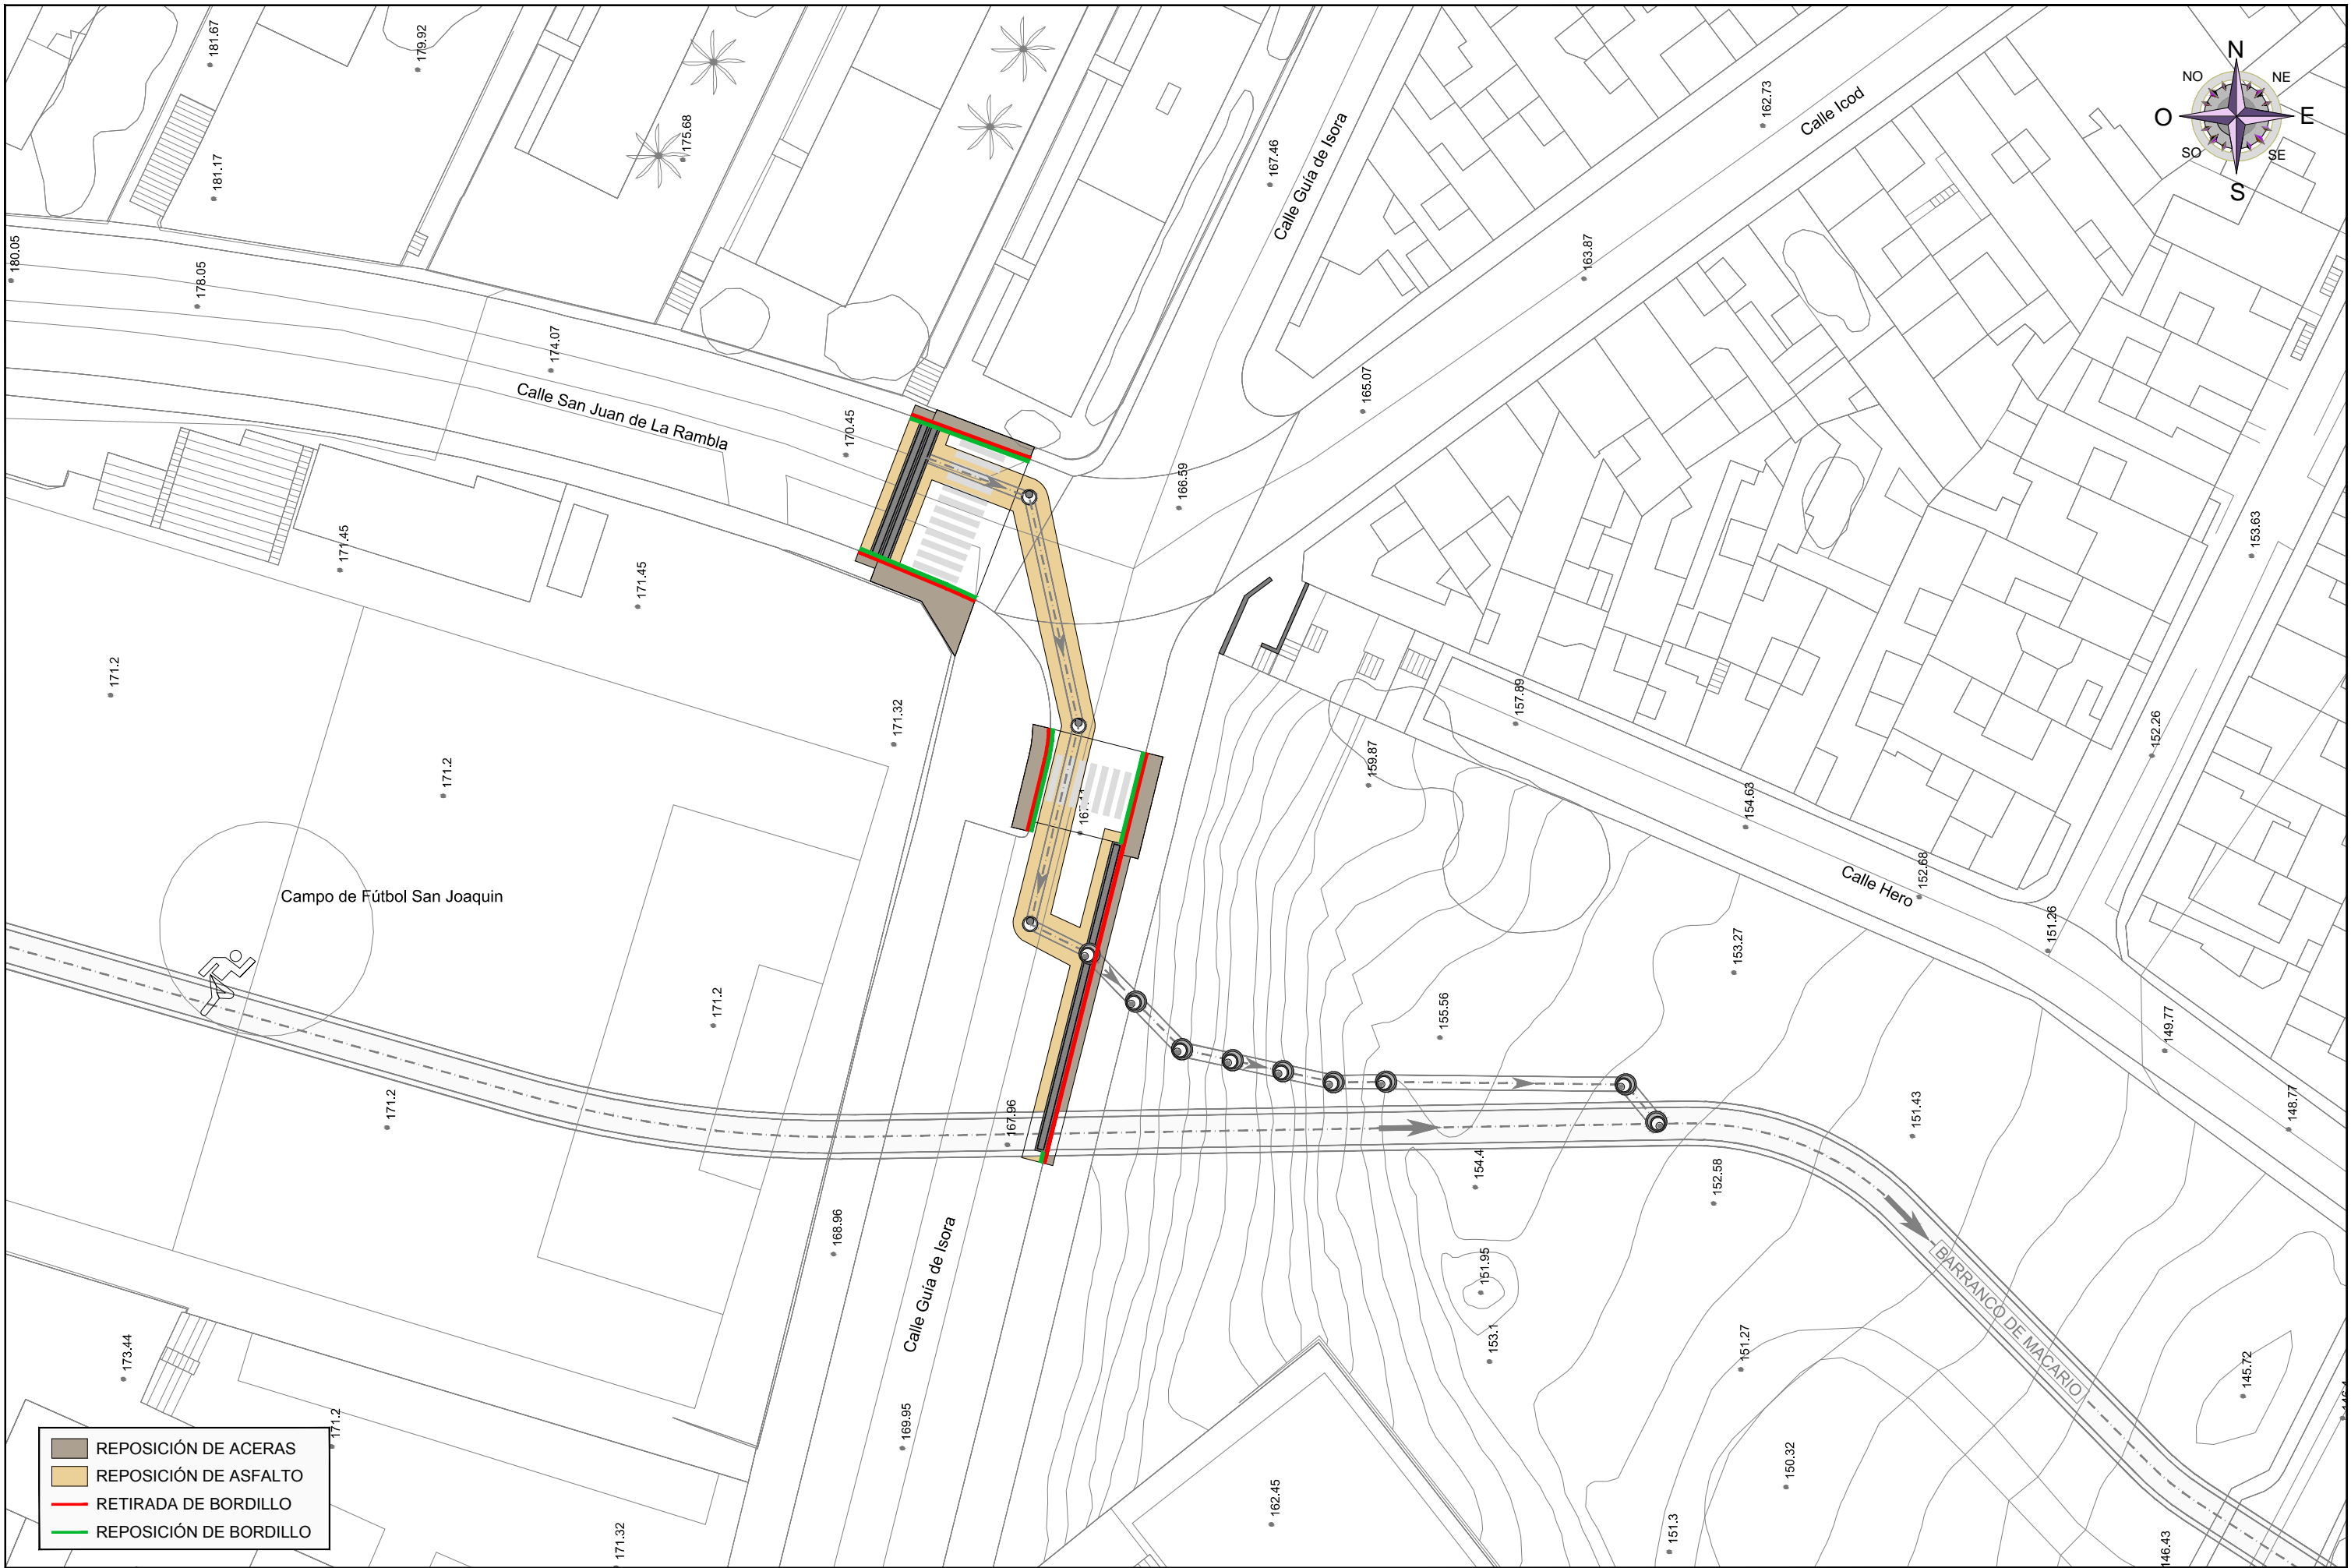 181.67
179.92
175.68
181.17
180.05
178.05
174.07
170.45
167.46
162.73
163.87
165.07
166.59
Calle Guía de Isora
Calle Icod
N
NO
NE
O
E
SO
SE
S
Calle San Juan de La Rambla
171.45
171.45
171.2
171.2
171.32
153.63
152.26
157.89
159.87
154.63
152.68
Calle Hero
151.26
153.27
149.77
148.77
155.56
151.43
Campo de Fútbol San Joaquin
171.2
171.2
167.96
154.4
152.58
168.96
Calle Guía de Isora
151.95
153.1
151.27
BARRANCO DE MACARIO
145.72
173.44
171.2
169.95
162.45
150.32
151.3
146.43
171.32
REPOSICIÓN DE ACERAS
REPOSICIÓN DE ASFALTO
RETIRADA DE BORDILLO
REPOSICIÓN DE BORDILLO